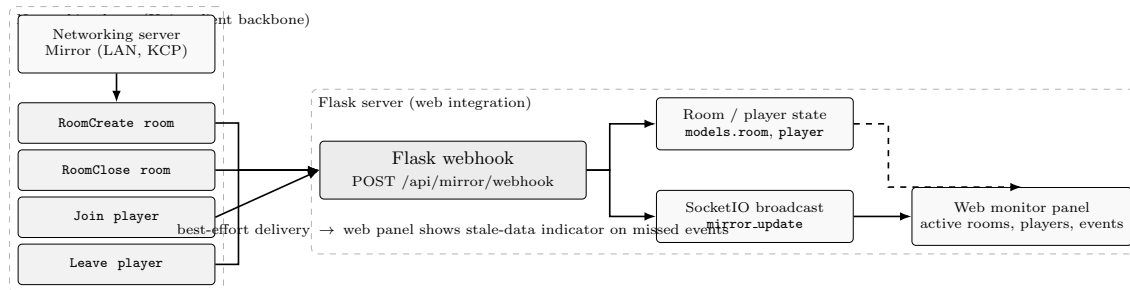 nt backbone)
Networking server
Mirror (LAN, KCP)
RoomCreate room
RoomClose room
Join player
Leave player
Flask server (web integration)
Flask webhook
POST /api/mirror/webhook
Room / player state
models.room, player
SocketIO broadcast
mirror_update
best-effort delivery → web panel shows stale-data indicator on missed events
Web monitor panel
active rooms, players, events